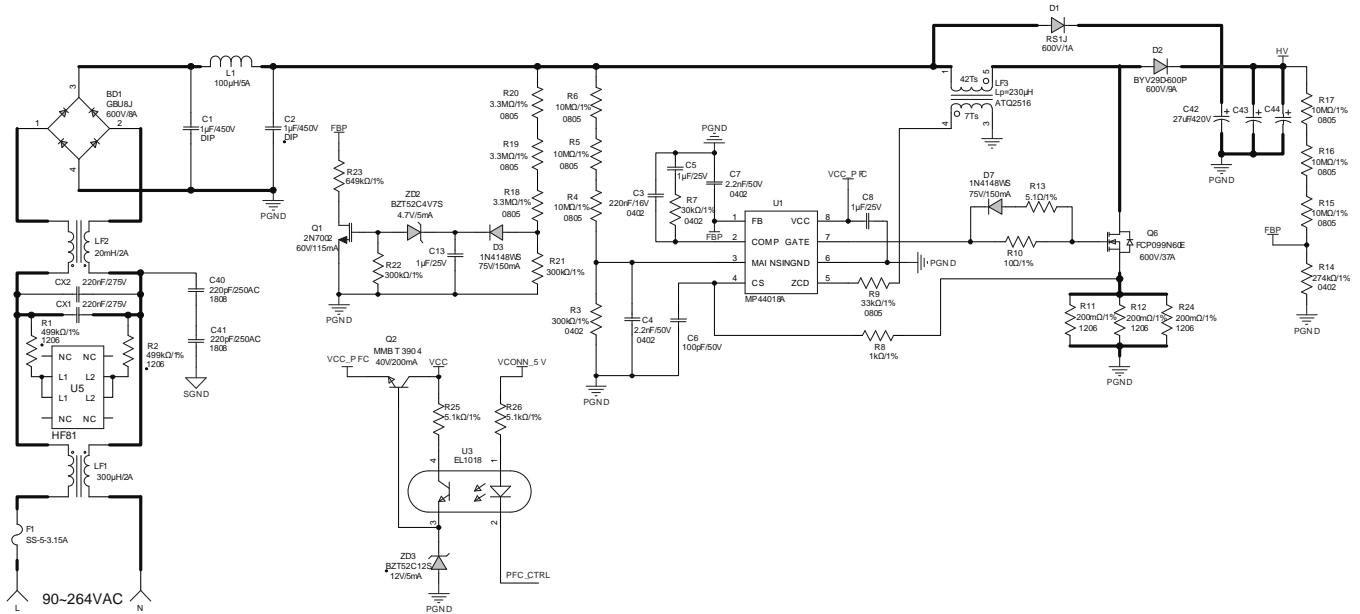 D1
RS1J
600V/1A
D2
BYV29D-600P
600V/9A
HV
3
BD1
GBU8J
600V/8A
1
2
4
L1
100µH/5A
C1
1µF/450V
DIP
C2
1µF/450V
DIP
PGND
FBP
R23
649kΩ/1%
Q1
2N7002
60V/115mA
ZD2
BZT52C4V7S
4.7V/5mA
R22
300kΩ/1%
C13
1µF/25V
D3
1N4148WS
75V/150mA
R20
3.3MΩ/1%
0805
R19
3.3MΩ/1%
0805
R18
3.3MΩ/1%
0805
R21
300kΩ/1%
PGND
R6
10MΩ/1%
0805
R5
10MΩ/1%
0805
R4
10MΩ/1%
0805
R3
300kΩ/1%
0402
C4
2.2nF/50V
0402
C6
100pF/50V
PGND
PGND
C5
1µF/25V
C3
220nF/16V
0402
R7
30kΩ/1%
0402
C7
2.2nF/50V
0402
FBP
U1
1 FB VCC 8
2 COMP GATE 7
3 MAINSIN GND 6
4 CS ZCD 5
MP44018A
VCC_PFC
C8
1µF/25V
PGND
R9
33kΩ/1%
0805
R8
1kΩ/1%
1
42Ts
5
LF3
Lp=230µH
ATQ2516
4
7Ts
3
PGND
D7
1N4148WS
75V/150mA
R13
5.1Ω/1%
R10
10Ω/1%
Q6
FCP099N60E
600V/37A
R11
200mΩ/1%
1206
R12
200mΩ/1%
1206
R24
200mΩ/1%
1206
PGND
C42
27uF/420V
C43
C44
PGND
R17
10MΩ/1%
0805
R16
10MΩ/1%
0805
R15
10MΩ/1%
0805
FBP
R14
274kΩ/1%
0402
PGND
LF2
20mH/2A
CX2 220nF/275V
CX1 220nF/275V
R1
499kΩ/1%
1206
R2
499kΩ/1%
1206
NC NC
L1 L2
U5
L1 L2
NC NC
HF81
C40
220pF/250AC
1808
C41
220pF/250AC
1808
SGND
LF1
300µH/2A
F1
SS-5-3.15A
L 90~264VAC N
Q2
MMBT3904
40V/200mA
VCC_PFC
VCC
VCONN_5V
R25
5.1kΩ/1%
R26
5.1kΩ/1%
U3
EL1018
4
1
3
2
ZD3
BZT52C12S
12V/5mA
PGND
PFC_CTRL